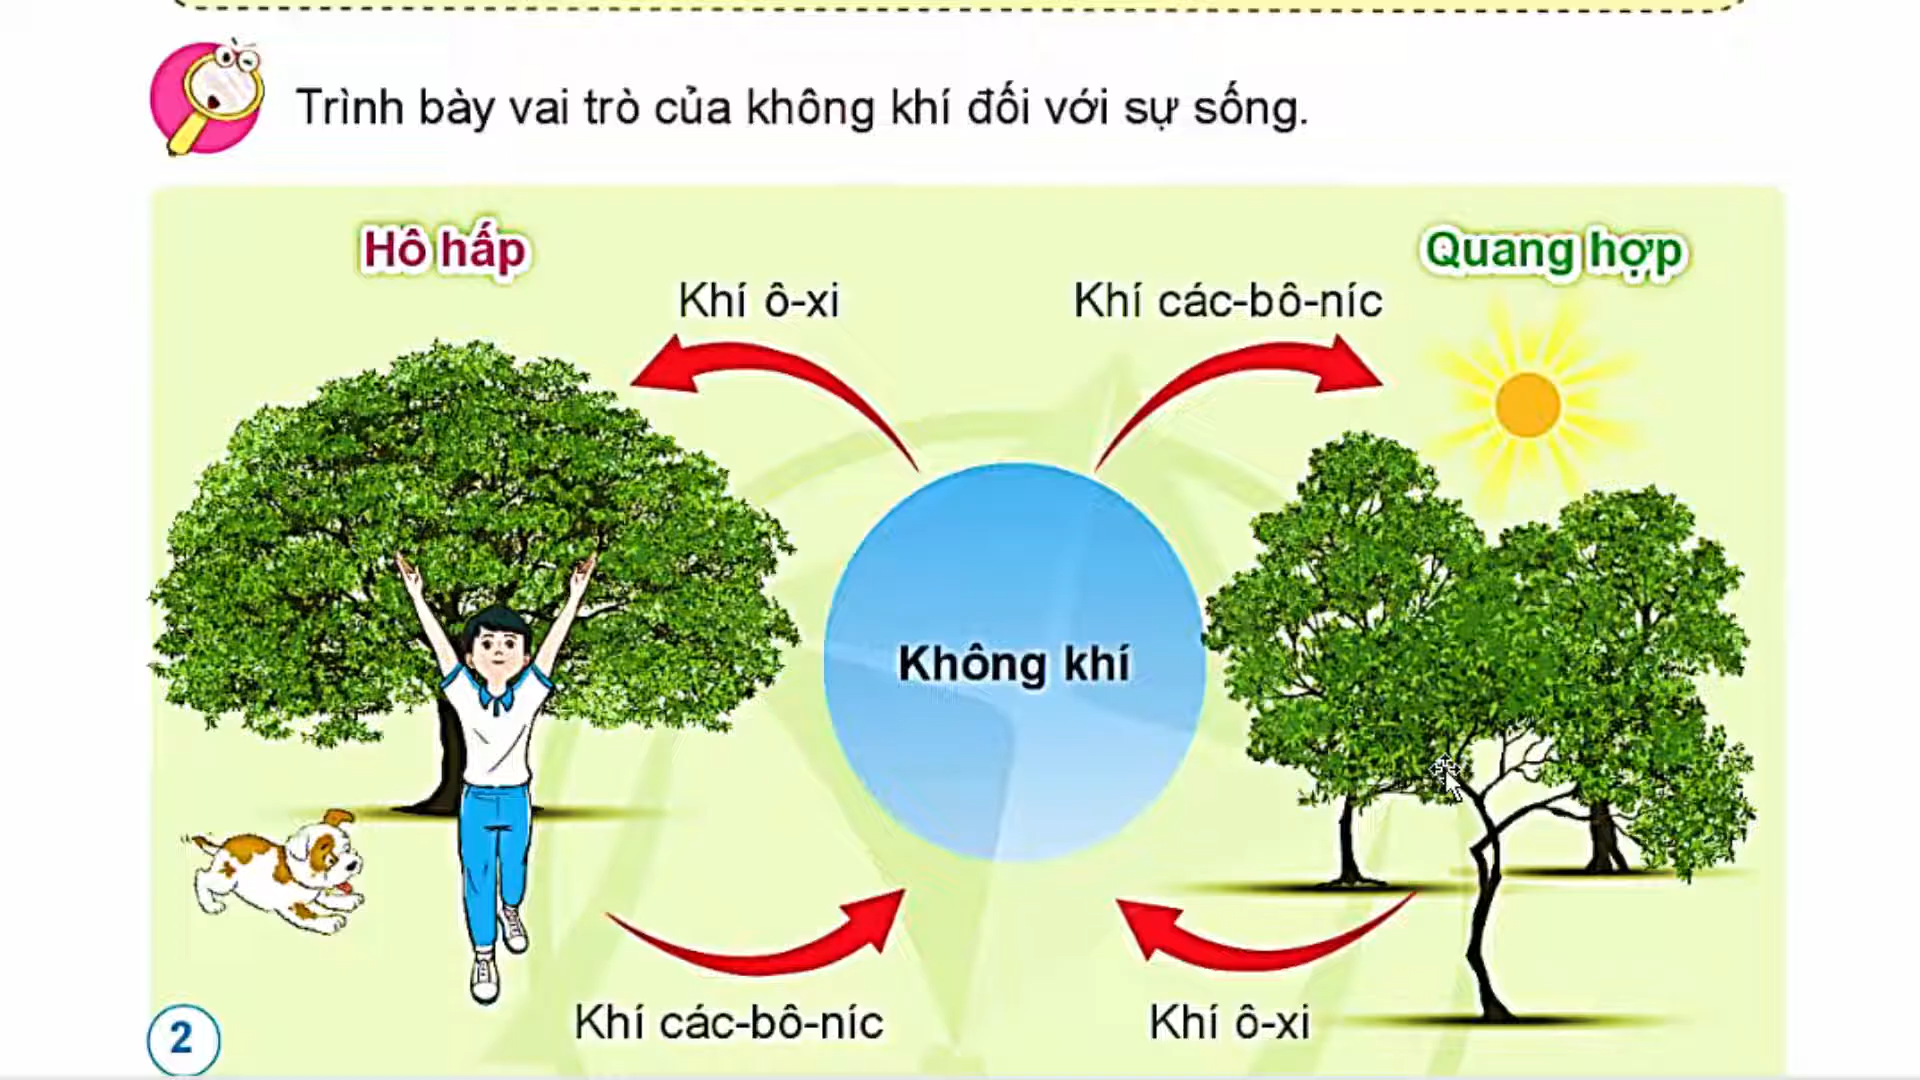 Trình bày vai trò của không khí đối với sự sống.
Hô hấp
Quang hợp
Khí ô-xi
Khí các-bô-níc
Không khí
Khí các-bô-níc
Khí ô-xi
2